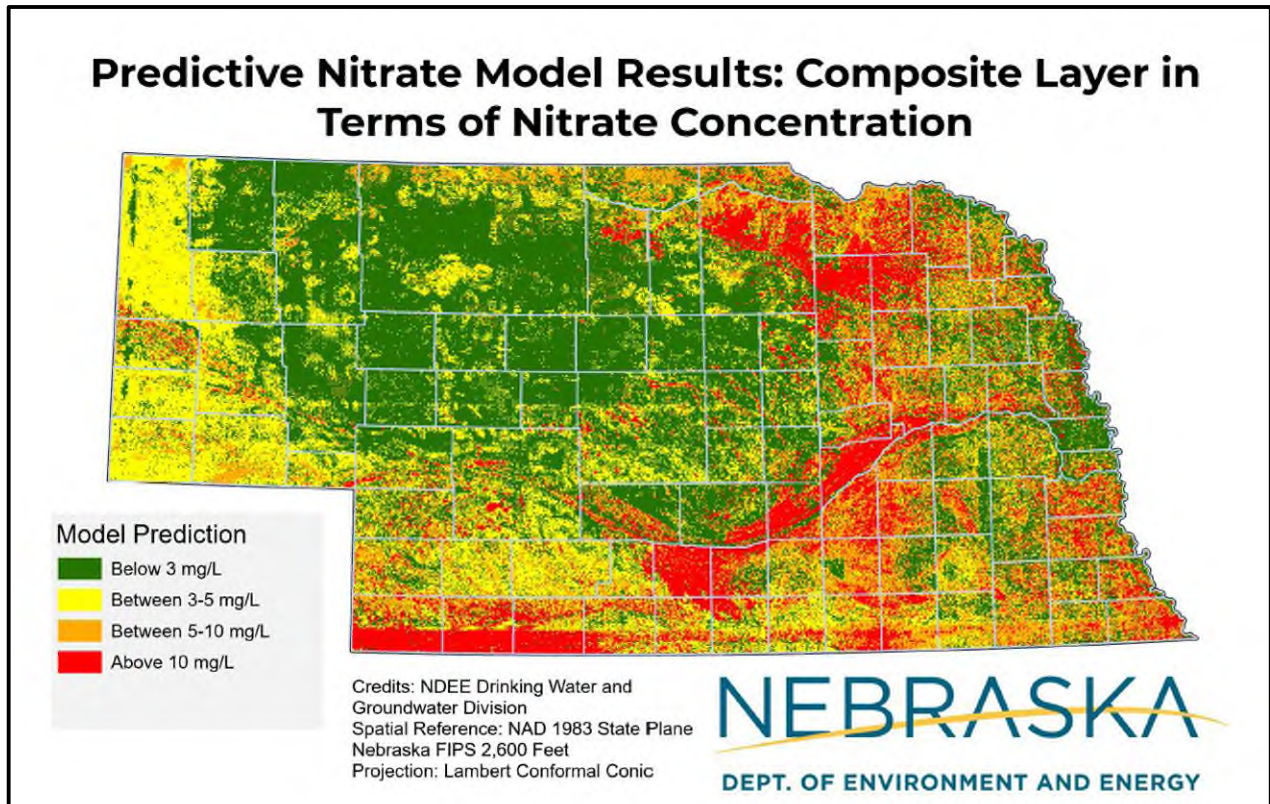 Predictive Nitrate Model Results: Composite Layer in
Terms of Nitrate Concentration
Model Prediction
Below 3 mg/L
Between 3-5 mg/L
Between 5-10 mg/L
Above 10 mg/L
Credits: NDEE Drinking Water and
Groundwater Division
Spatial Reference: NAD 1983 State Plane
Nebraska FIPS 2,600 Feet
Projection: Lambert Conformal Conic
NEBRASKA
DEPT. OF ENVIRONMENT AND ENERGY